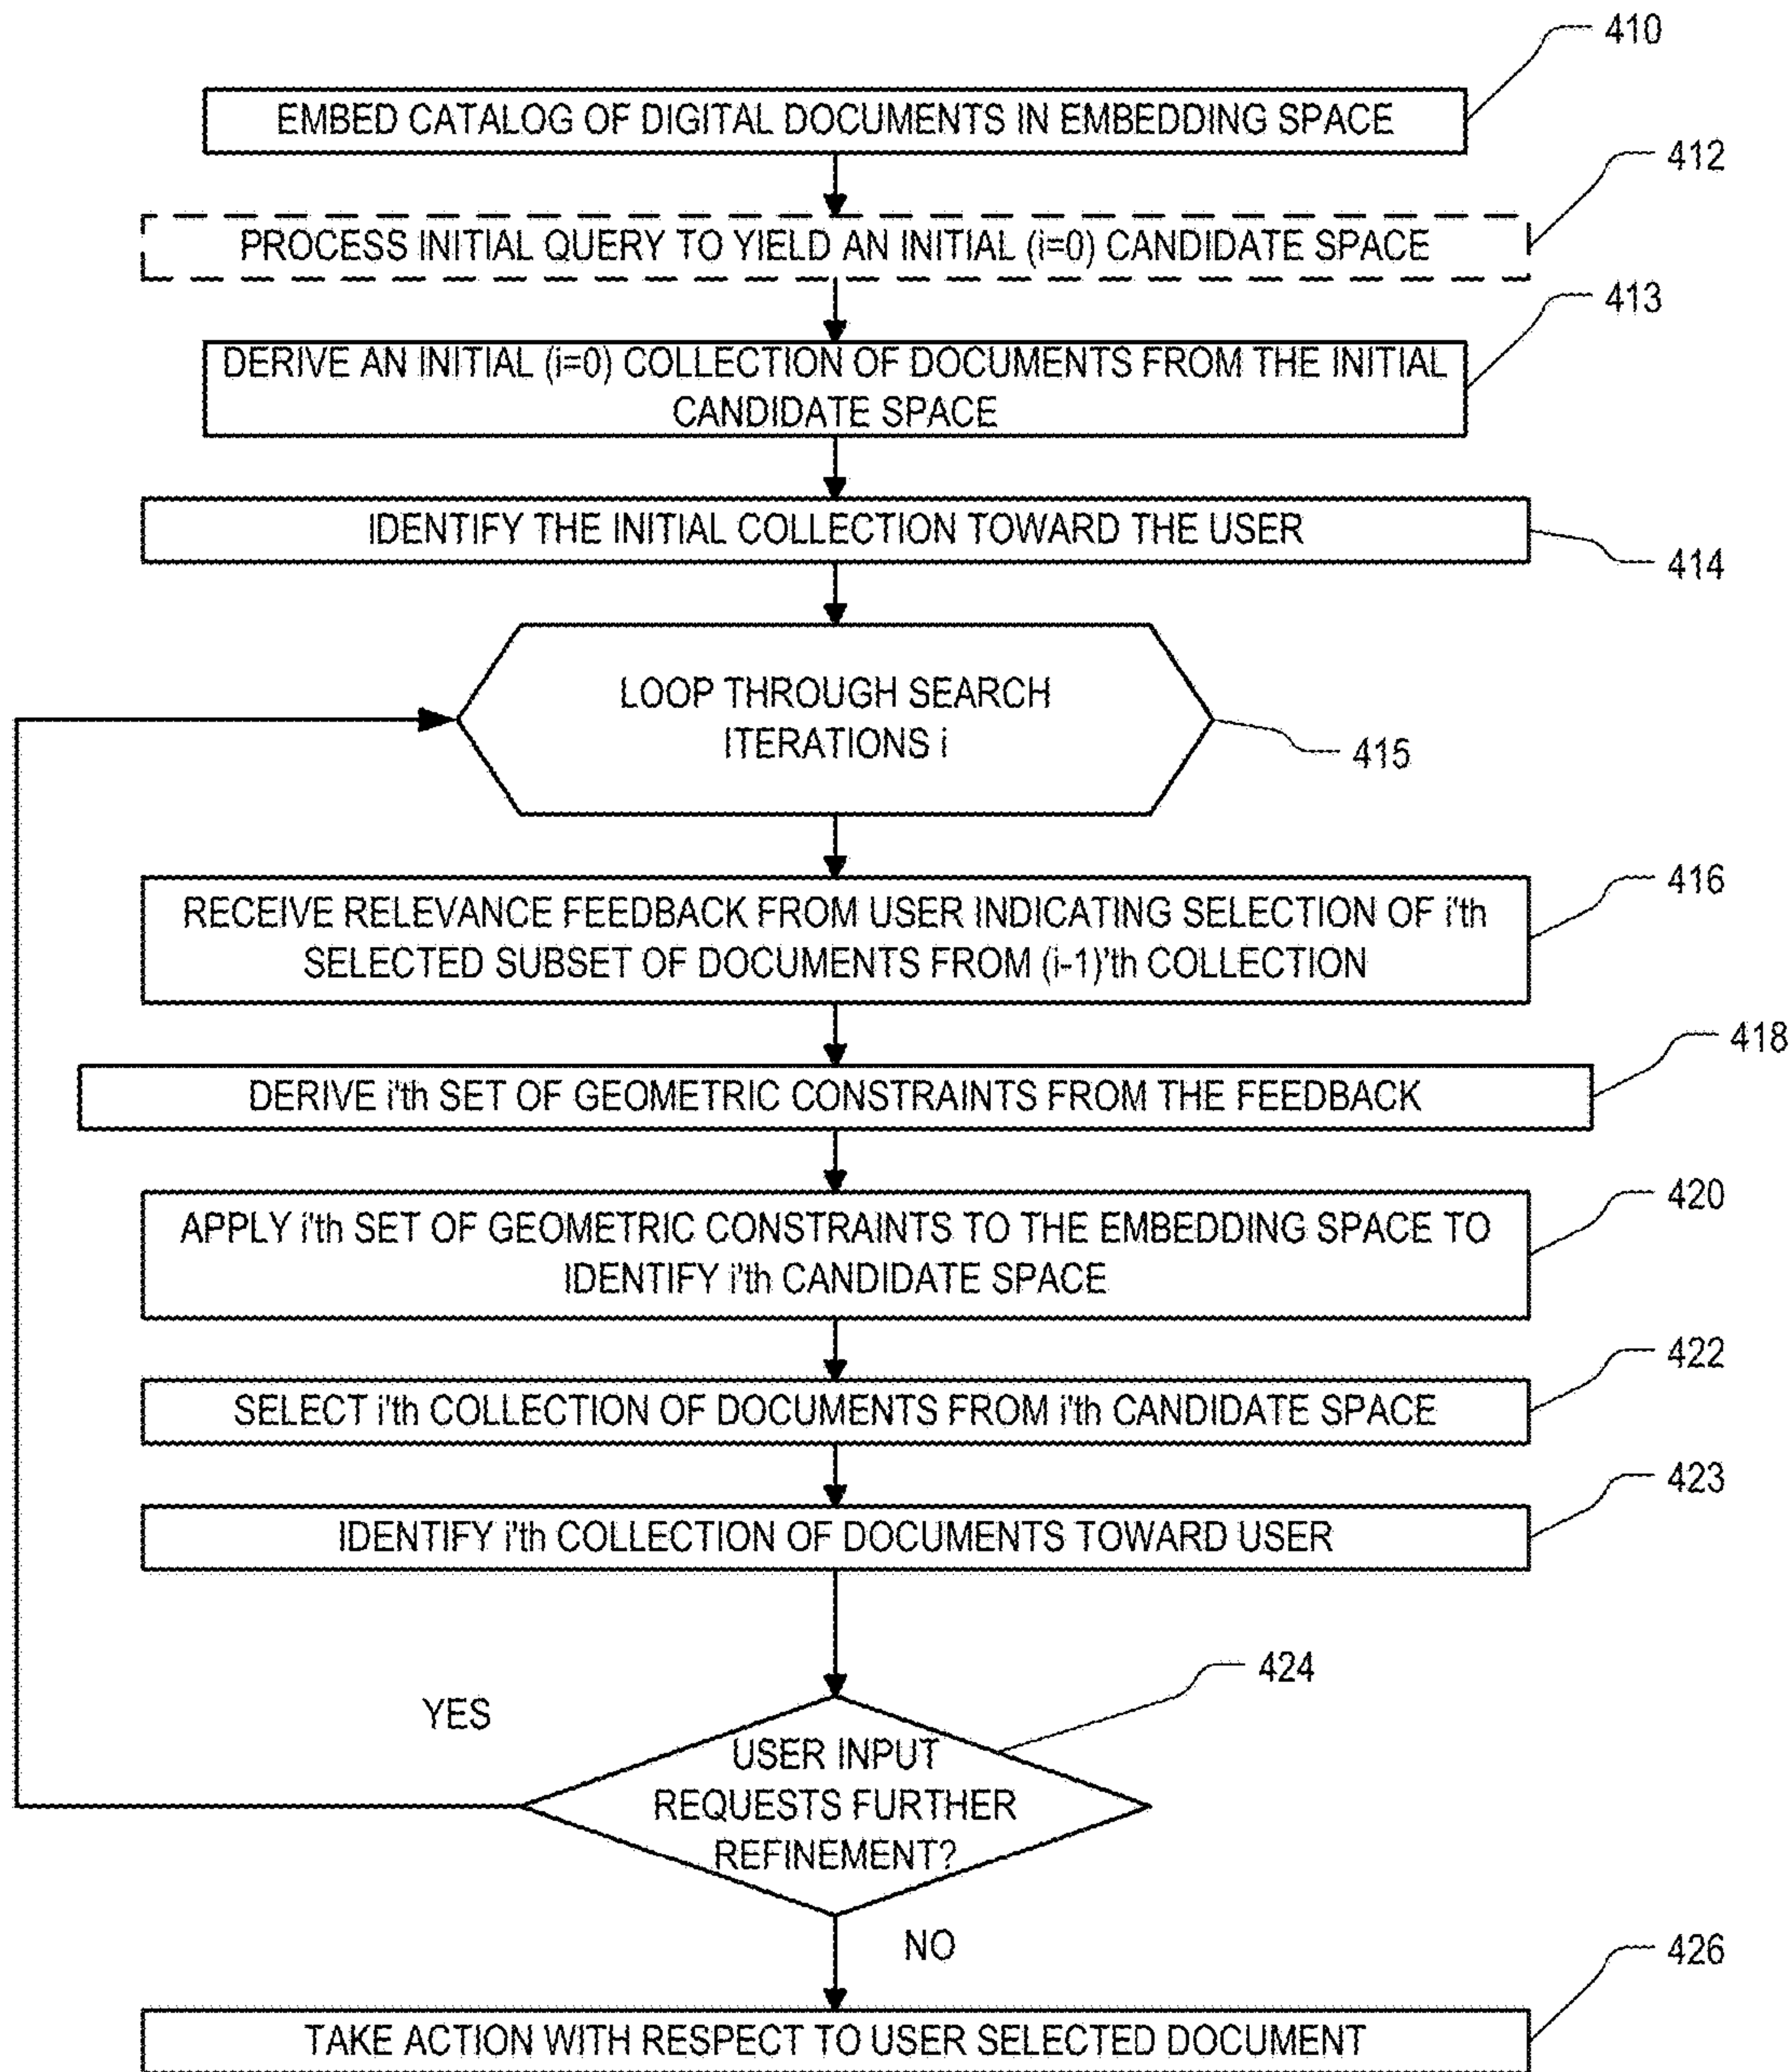 410
EMBED CATALOG OF DIGITAL DOCUMENTS IN EMBEDDING SPACE
412
PROCESS INITIAL QUERY TO YIELD AN INITIAL (i=0) CANDIDATE SPACE
413
DERIVE AN INITIAL (i=0) COLLECTION OF DOCUMENTS FROM THE INITIAL
CANDIDATE SPACE
IDENTIFY THE INITIAL COLLECTION TOWARD THE USER
414
LOOP THROUGH SEARCH
ITERATIONS i
415
416
RECEIVE RELEVANCE FEEDBACK FROM USER INDICATING SELECTION OF i'th
SELECTED SUBSET OF DOCUMENTS FROM (i-1)'th COLLECTION
418
DERIVE i'th SET OF GEOMETRIC CONSTRAINTS FROM THE FEEDBACK
420
APPLY i'th SET OF GEOMETRIC CONSTRAINTS TO THE EMBEDDING SPACE TO
IDENTIFY i'th CANDIDATE SPACE
422
SELECT i'th COLLECTION OF DOCUMENTS FROM i'th CANDIDATE SPACE
423
IDENTIFY i'th COLLECTION OF DOCUMENTS TOWARD USER
424
YES
USER INPUT
REQUESTS FURTHER
REFINEMENT?
NO
426
TAKE ACTION WITH RESPECT TO USER SELECTED DOCUMENT